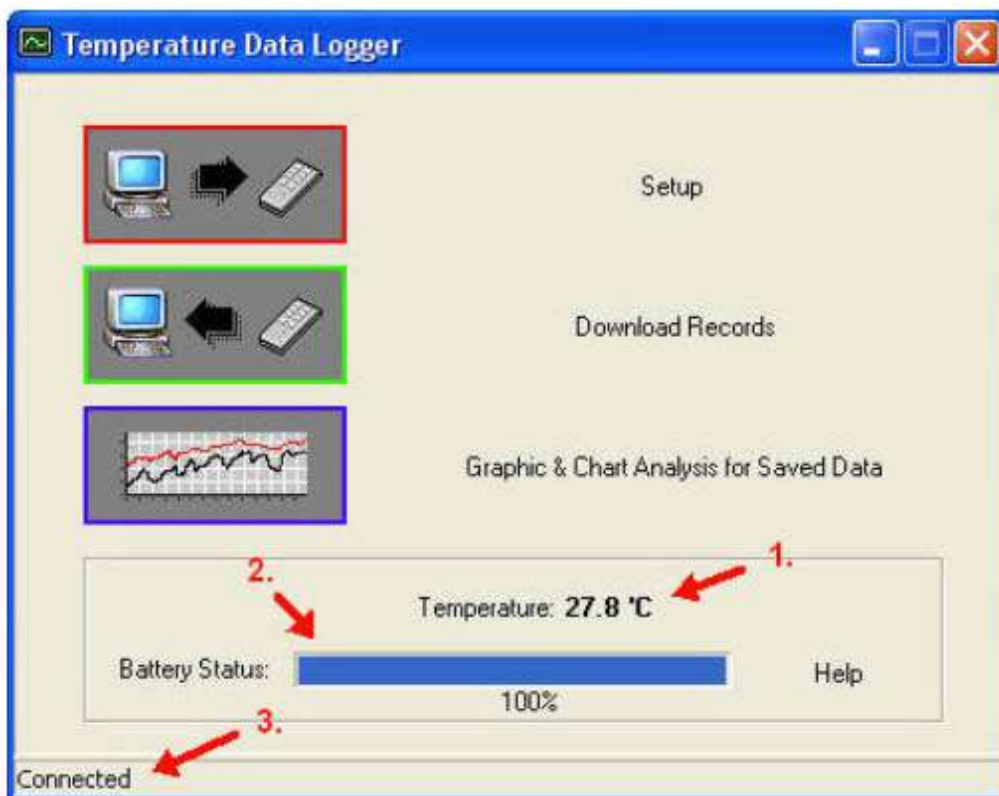 Temperature Data Logger
Setup
Download Records
Graphic & Chart Analysis for Saved Data
1.
2.
Temperature: 27.8 'C
Battery Status:
Help
100%
3.
Connected